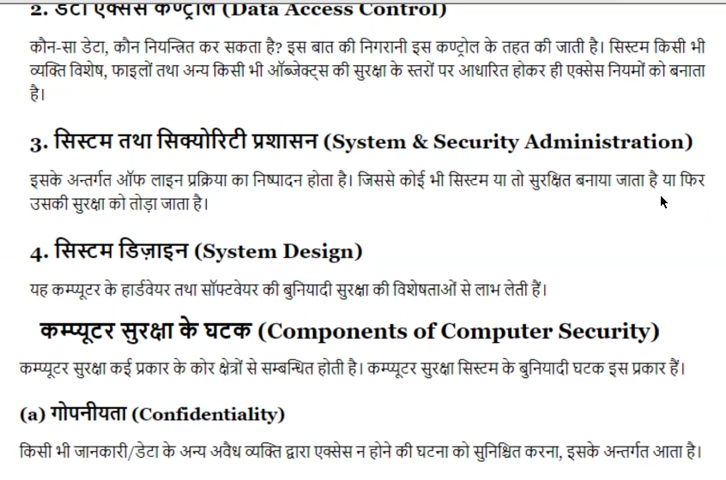 2. डेटा एक्सेस कण्ट्रोल (Data Access Control)
कौन-सा डेटा, कौन नियन्त्रित कर सकता है? इस बात की निगरानी इस कण्ट्रोल के तहत की जाती है। सिस्टम किसी भी
व्यक्ति विशेष, फाइलों तथा अन्य किसी भी ऑब्जेक्ट्स की सुरक्षा के स्तरों पर आधारित होकर ही एक्सेस नियमों को बनाता
है।
3. सिस्टम तथा सिक्योरिटी प्रशासन (System & Security Administration)
इसके अन्तर्गत ऑफ लाइन प्रक्रिया का निष्पादन होता है। जिससे कोई भी सिस्टम या तो सुरक्षित बनाया जाता है या फिर
उसकी सुरक्षा को तोड़ा जाता है।
4. सिस्टम डिज़ाइन (System Design)
यह कम्प्यूटर के हार्डवेयर तथा सॉफ्टवेयर की बुनियादी सुरक्षा की विशेषताओं से लाभ लेती हैं।
कम्प्यूटर सुरक्षा के घटक (Components of Computer Security)
कम्प्यूटर सुरक्षा कई प्रकार के कोर क्षेत्रों से सम्बन्धित होती है। कम्प्यूटर सुरक्षा सिस्टम के बुनियादी घटक इस प्रकार हैं।
(a) गोपनीयता (Confidentiality)
किसी भी जानकारी/डेटा के अन्य अवैध व्यक्ति द्वारा एक्सेस न होने की घटना को सुनिश्चित करना, इसके अन्तर्गत आता है।